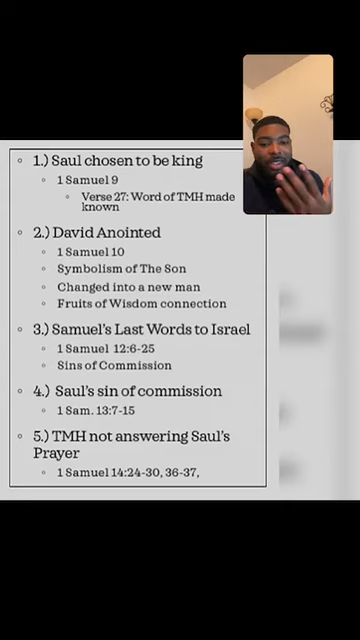 1.) Saul chosen to be king
1 Samuel 9
Verse 27: Word of TMH made
known
2.) David Anointed
1 Samuel 10
Symbolism of The Son
Changed into a new man
Fruits of Wisdom connection
3.) Samuel's Last Words to Israel
1 Samuel 12:6-25
Sins of Commission
4.) Saul's sin of commission
1 Sam. 13:7-15
5.) TMH not answering Saul's
Prayer
1 Samuel 14:24-30, 36-37,